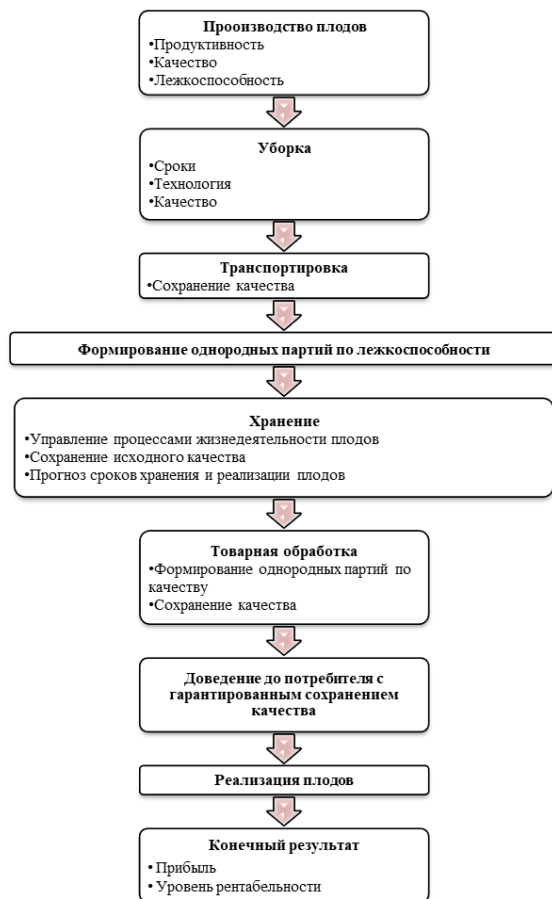 Прооизводство плодов
•Продуктивность
•Качество
•Лежкоспособность
Уборка
•Сроки
•Технология
•Качество
Транспортировка
•Сохранение качества
Формирование однородных партий по лежкоспособности
Хранение
•Управление процессами жизнедеятельности плодов
•Сохранение исходного качества
•Прогноз сроков хранения и реализации плодов
Товарная обработка
•Формирование однородных партий по
качеству
•Сохранение качества
Доведение до потребителя с
гарантированным сохранением
качества
Реализация плодов
Конечный результат
• Прибыль
• Уровень рентабельности